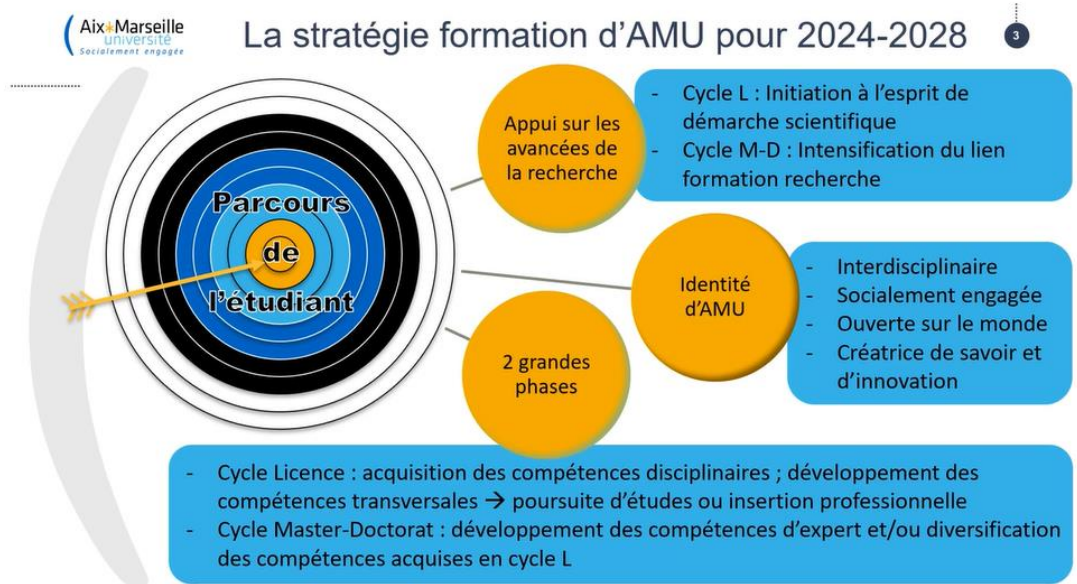 Aix*Marseille
université
Socialement engagée
La stratégie formation d'AMU pour 2024-2028
3
Parcours
de
l'étudiant
Appui sur les
avancées de
la recherche
- Cycle L : Initiation à l'esprit de
démarche scientifique
- Cycle M-D : Intensification du lien
formation recherche
Identité
d'AMU
- Interdisciplinaire
- Socialement engagée
- Ouverte sur le monde
- Créatrice de savoir et
d'innovation
2 grandes
phases
- Cycle Licence : acquisition des compétences disciplinaires ; développement des
compétences transversales → poursuite d'études ou insertion professionnelle
- Cycle Master-Doctorat : développement des compétences d'expert et/ou diversification
des compétences acquises en cycle L